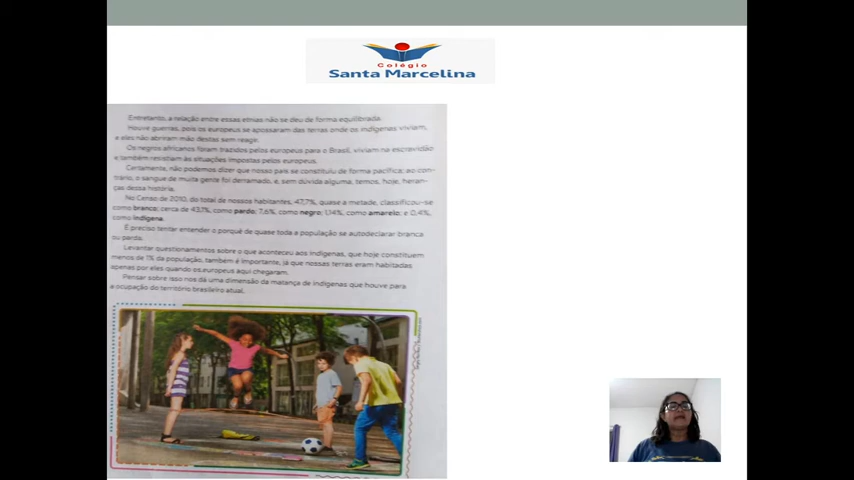 Colégio
Santa Marcelina
Entretanto, a relação entre essas etnias não se deu de forma equilibrada.
Houve guerras, pois os europeus se apossaram das terras onde os indígenas viviam,
e eles não abriram mão destas sem reagir.
Os negros africanos foram trazidos pelos europeus para o Brasil, viviam na escravidão
e também resistiam às situações impostas pelos europeus.
Certamente, não podemos dizer que nosso país se constituiu de forma pacífica; ao con-
trário, o sangue de muita gente foi derramado, e, sem dúvida alguma, temos, hoje, heran-
ças dessa história.
No Censo de 2010, do total de nossos habitantes, 47,7%, quase a metade, classificou-se
como branco; cerca de 43,1%, como pardo; 7,6%, como negro; 1,14%, como amarelo; e 0,4%,
como indígena.
É preciso tentar entender o porquê de quase toda a população se autodeclarar branca
ou parda.
Levantar questionamentos sobre o que aconteceu aos indígenas, que hoje constituem
menos de 1% da população, também é importante, já que nossas terras eram habitadas
apenas por eles quando os europeus aqui chegaram.
Pensar sobre isso nos dá uma dimensão da matança de indígenas que houve para
a ocupação do território brasileiro atual.